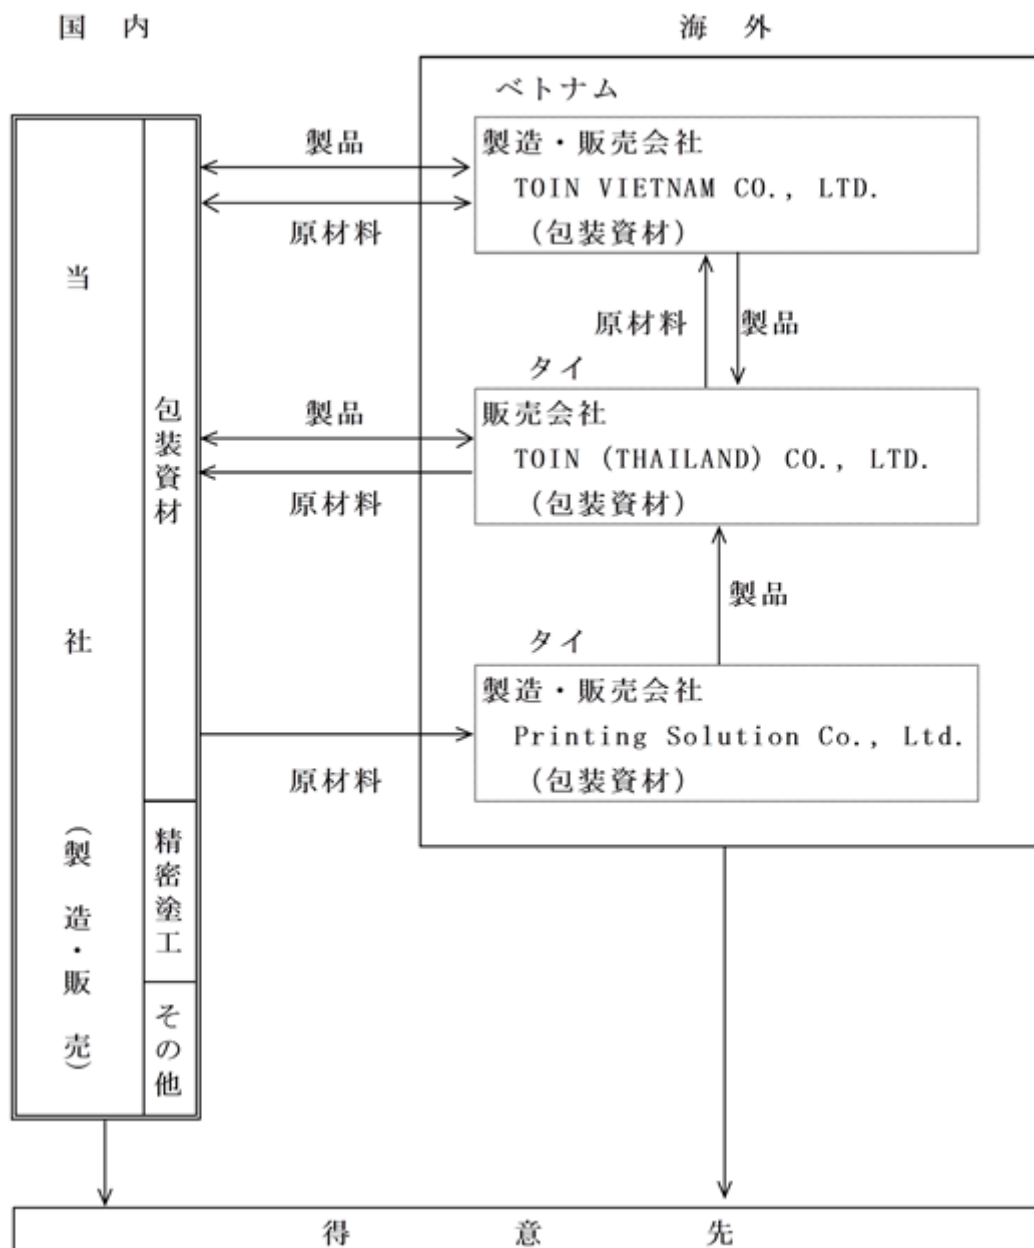 国内
海外
当社(製造・販売)
包装資材
精密塗工
その他
製品
原材料
ベトナム
製造・販売会社
TOIN VIETNAM CO., LTD.
(包装資材)
原材料
製品
タイ
製品
原材料
販売会社
TOIN (THAILAND) CO., LTD.
(包装資材)
製品
タイ
原材料
製造・販売会社
Printing Solution Co., Ltd.
(包装資材)
得意先